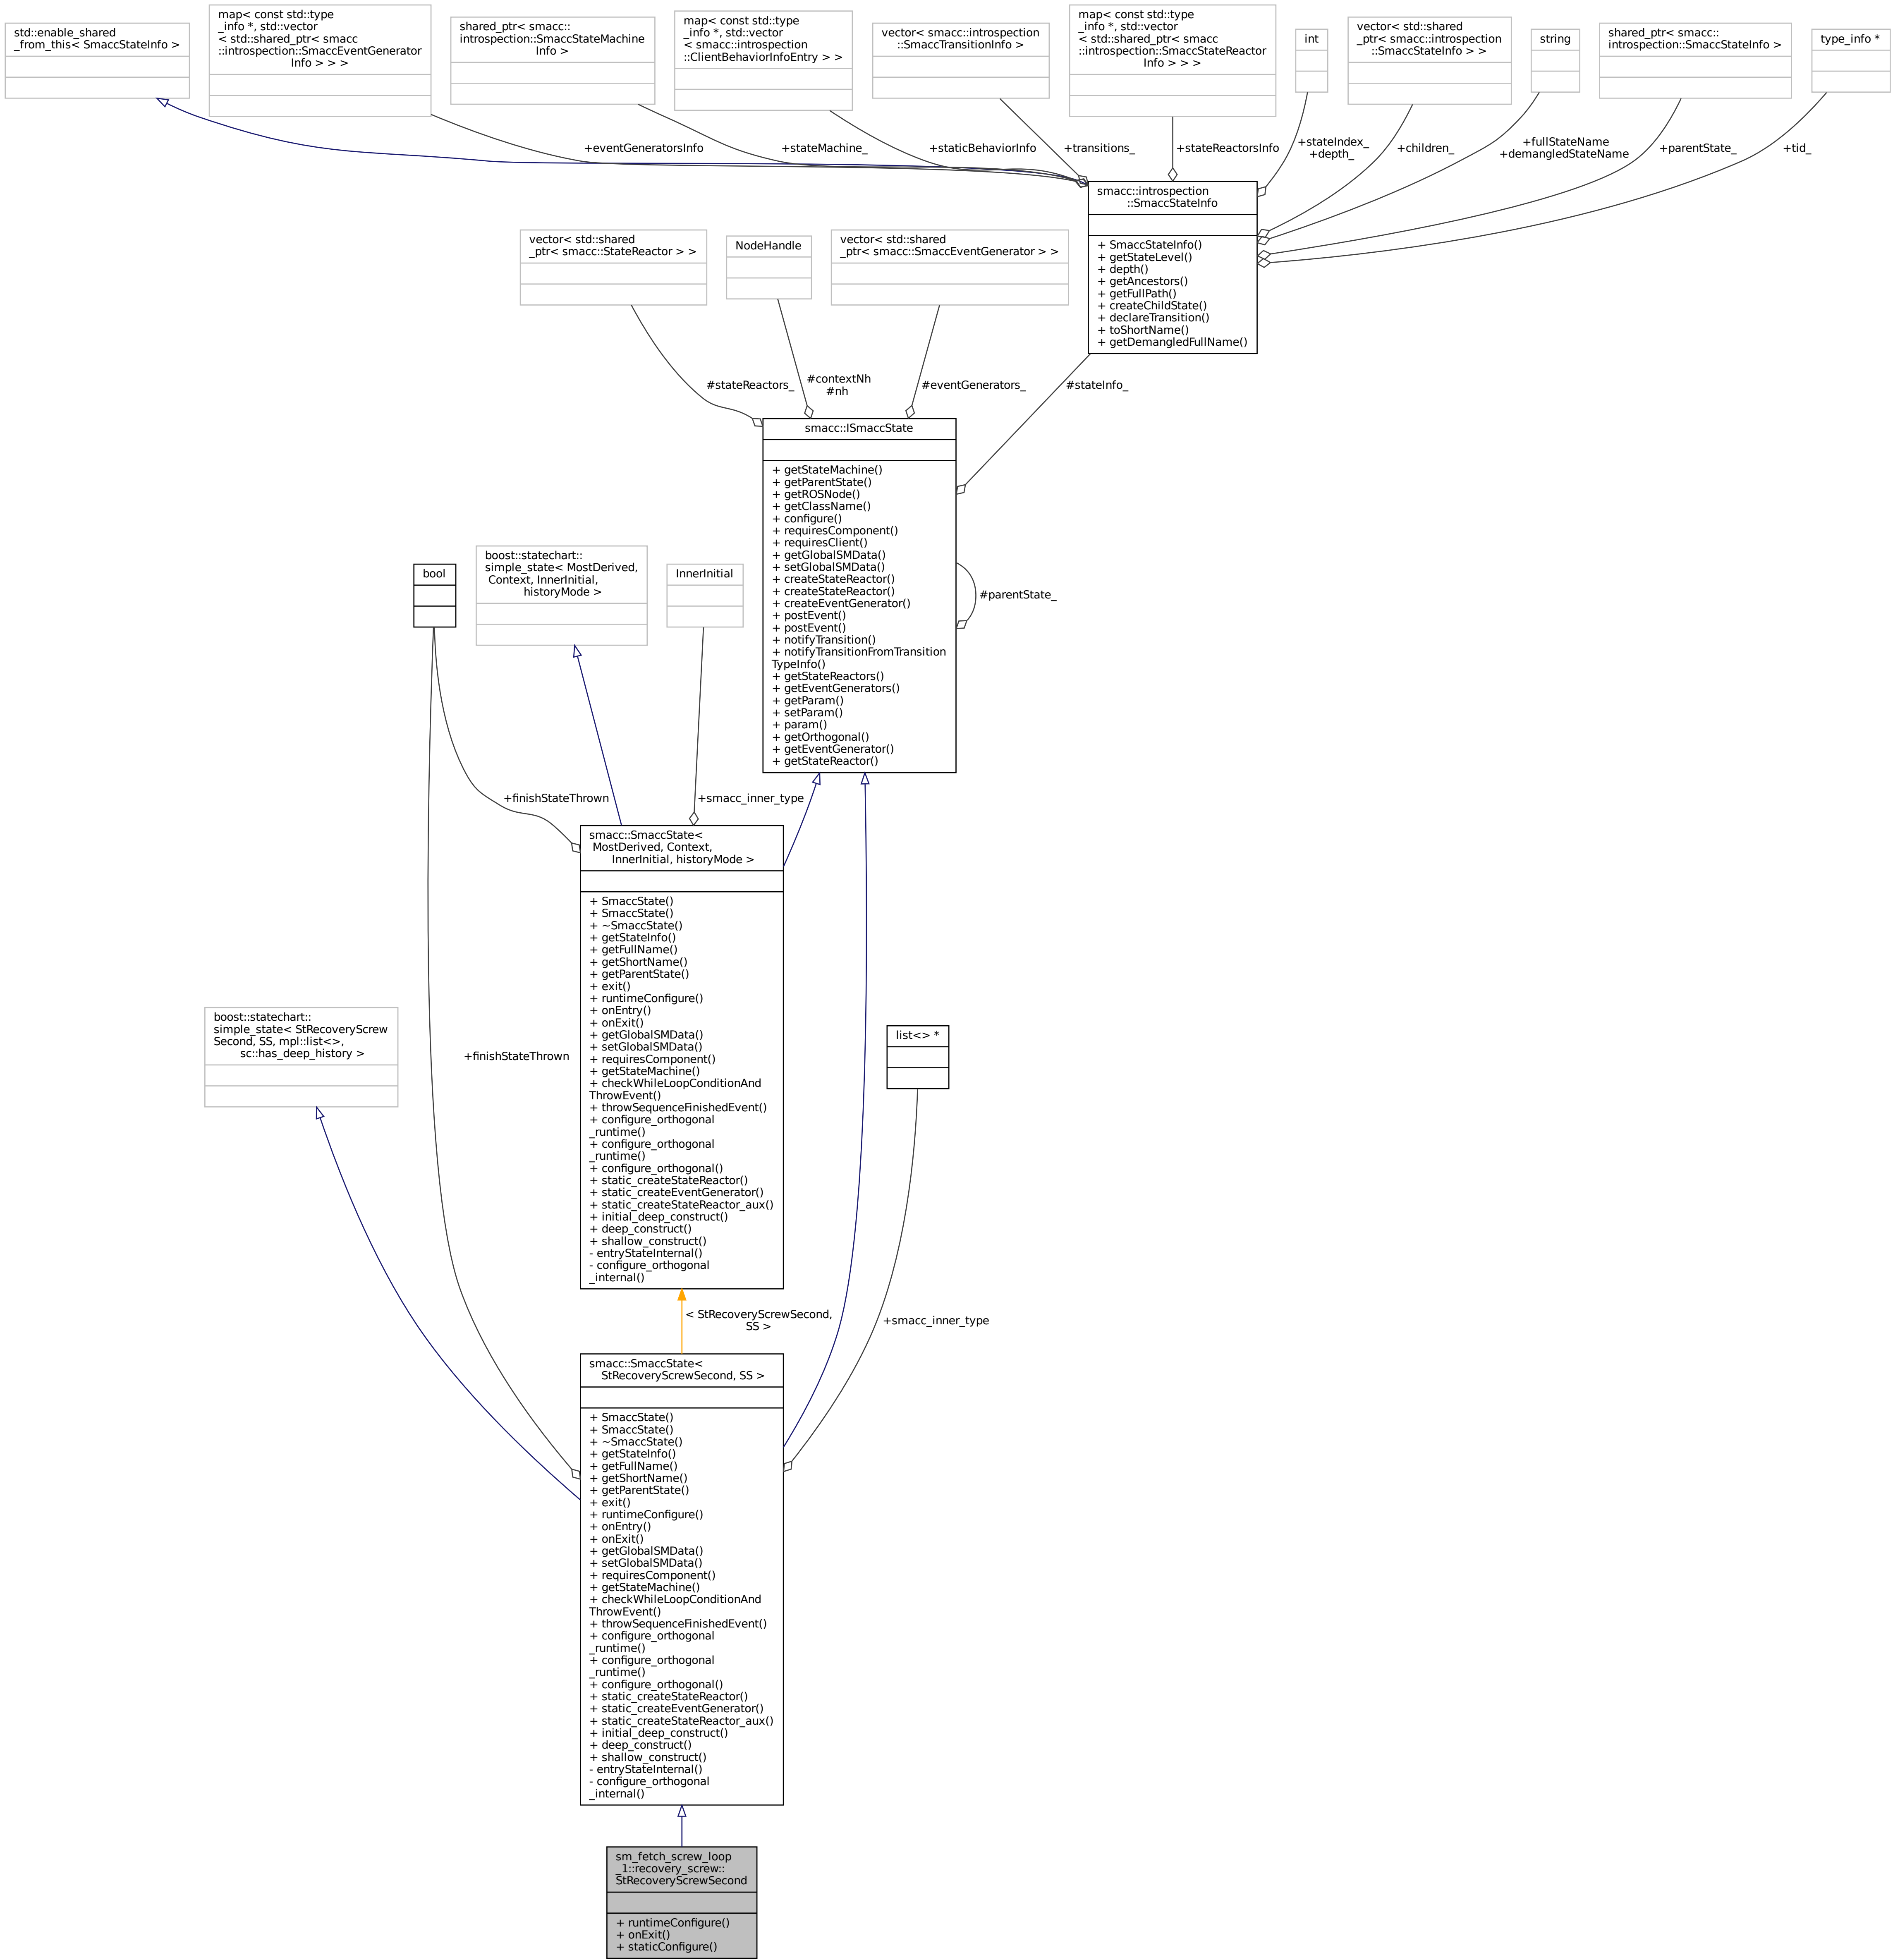 std::enable_shared
_from_this< SmaccStateInfo >
map< const std::type
_info *, std::vector
< std::shared_ptr< smacc
::introspection::SmaccEventGenerator
Info > > >
shared_ptr< smacc::
introspection::SmaccStateMachine
Info >
map< const std::type
_info *, std::vector
< smacc::introspection
::ClientBehaviorInfoEntry > >
vector< smacc::introspection
::SmaccTransitionInfo >
map< const std::type
_info *, std::vector
< std::shared_ptr< smacc
::introspection::SmaccStateReactor
Info > > >
int
vector< std::shared
_ptr< smacc::introspection
::SmaccStateInfo > >
string
shared_ptr< smacc::
introspection::SmaccStateInfo >
type_info *
+eventGeneratorsInfo
+stateMachine_
+staticBehaviorInfo
+transitions_
+stateReactorsInfo
+stateIndex_
+depth_
+children_
+fullStateName
+demangledStateName
+parentState_
+tid_
smacc::introspection
::SmaccStateInfo
+ SmaccStateInfo()
+ getStateLevel()
+ depth()
+ getAncestors()
+ getFullPath()
+ createChildState()
+ declareTransition()
+ toShortName()
+ getDemangledFullName()
vector< std::shared
_ptr< smacc::StateReactor > >
NodeHandle
vector< std::shared
_ptr< smacc::SmaccEventGenerator > >
#stateReactors_
#contextNh
#nh
#eventGenerators_
#stateInfo_
smacc::ISmaccState
+ getStateMachine()
+ getParentState()
+ getROSNode()
+ getClassName()
+ configure()
+ requiresComponent()
+ requiresClient()
+ getGlobalSMData()
+ setGlobalSMData()
+ createStateReactor()
+ createStateReactor()
+ createEventGenerator()
+ postEvent()
+ postEvent()
+ notifyTransition()
+ notifyTransitionFromTransition
TypeInfo()
+ getStateReactors()
+ getEventGenerators()
+ getParam()
+ setParam()
+ param()
+ getOrthogonal()
+ getEventGenerator()
+ getStateReactor()
#parentState_
bool
boost::statechart::
simple_state< MostDerived,
Context, InnerInitial,
historyMode >
InnerInitial
+finishStateThrown
+smacc_inner_type
smacc::SmaccState<
MostDerived, Context,
InnerInitial, historyMode >
+ SmaccState()
+ SmaccState()
+ ~SmaccState()
+ getStateInfo()
+ getFullName()
+ getShortName()
+ getParentState()
+ exit()
+ runtimeConfigure()
+ onEntry()
+ onExit()
+ getGlobalSMData()
+ setGlobalSMData()
+ requiresComponent()
+ getStateMachine()
+ checkWhileLoopConditionAnd
ThrowEvent()
+ throwSequenceFinishedEvent()
+ configure_orthogonal
_runtime()
+ configure_orthogonal
_runtime()
+ configure_orthogonal()
+ static_createStateReactor()
+ static_createEventGenerator()
+ static_createStateReactor_aux()
+ initial_deep_construct()
+ deep_construct()
+ shallow_construct()
- entryStateInternal()
- configure_orthogonal
_internal()
boost::statechart::
simple_state< StRecoveryScrew
Second, SS, mpl::list<>,
sc::has_deep_history >
+finishStateThrown
list<> *
< StRecoveryScrewSecond,
SS >
+smacc_inner_type
smacc::SmaccState<
StRecoveryScrewSecond, SS >
+ SmaccState()
+ SmaccState()
+ ~SmaccState()
+ getStateInfo()
+ getFullName()
+ getShortName()
+ getParentState()
+ exit()
+ runtimeConfigure()
+ onEntry()
+ onExit()
+ getGlobalSMData()
+ setGlobalSMData()
+ requiresComponent()
+ getStateMachine()
+ checkWhileLoopConditionAnd
ThrowEvent()
+ throwSequenceFinishedEvent()
+ configure_orthogonal
_runtime()
+ configure_orthogonal
_runtime()
+ configure_orthogonal()
+ static_createStateReactor()
+ static_createEventGenerator()
+ static_createStateReactor_aux()
+ initial_deep_construct()
+ deep_construct()
+ shallow_construct()
- entryStateInternal()
- configure_orthogonal
_internal()
sm_fetch_screw_loop
_1::recovery_screw::
StRecoveryScrewSecond
+ runtimeConfigure()
+ onExit()
+ staticConfigure()